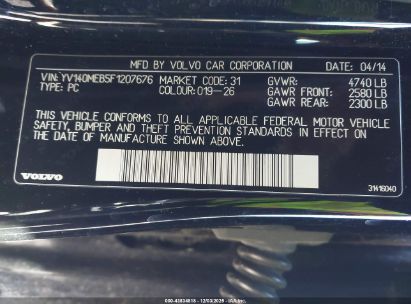 MFD BY VOLVO CAR CORPORATION DATE: 04/14
VIN: YV140MEB5F1207676 MARKET CODE: 31 GVWR: 4740 LB
TYPE: PC COLOUR: 019-26 GAWR FRONT: 2580 LB
GAWR REAR: 2300 LB
THIS VEHICLE CONFORMS TO ALL APPLICABLE FEDERAL MOTOR VEHICLE
SAFETY, BUMPER AND THEFT PREVENTION STANDARDS IN EFFECT ON
THE DATE OF MANUFACTURE SHOWN ABOVE.
VOLVO 31416040